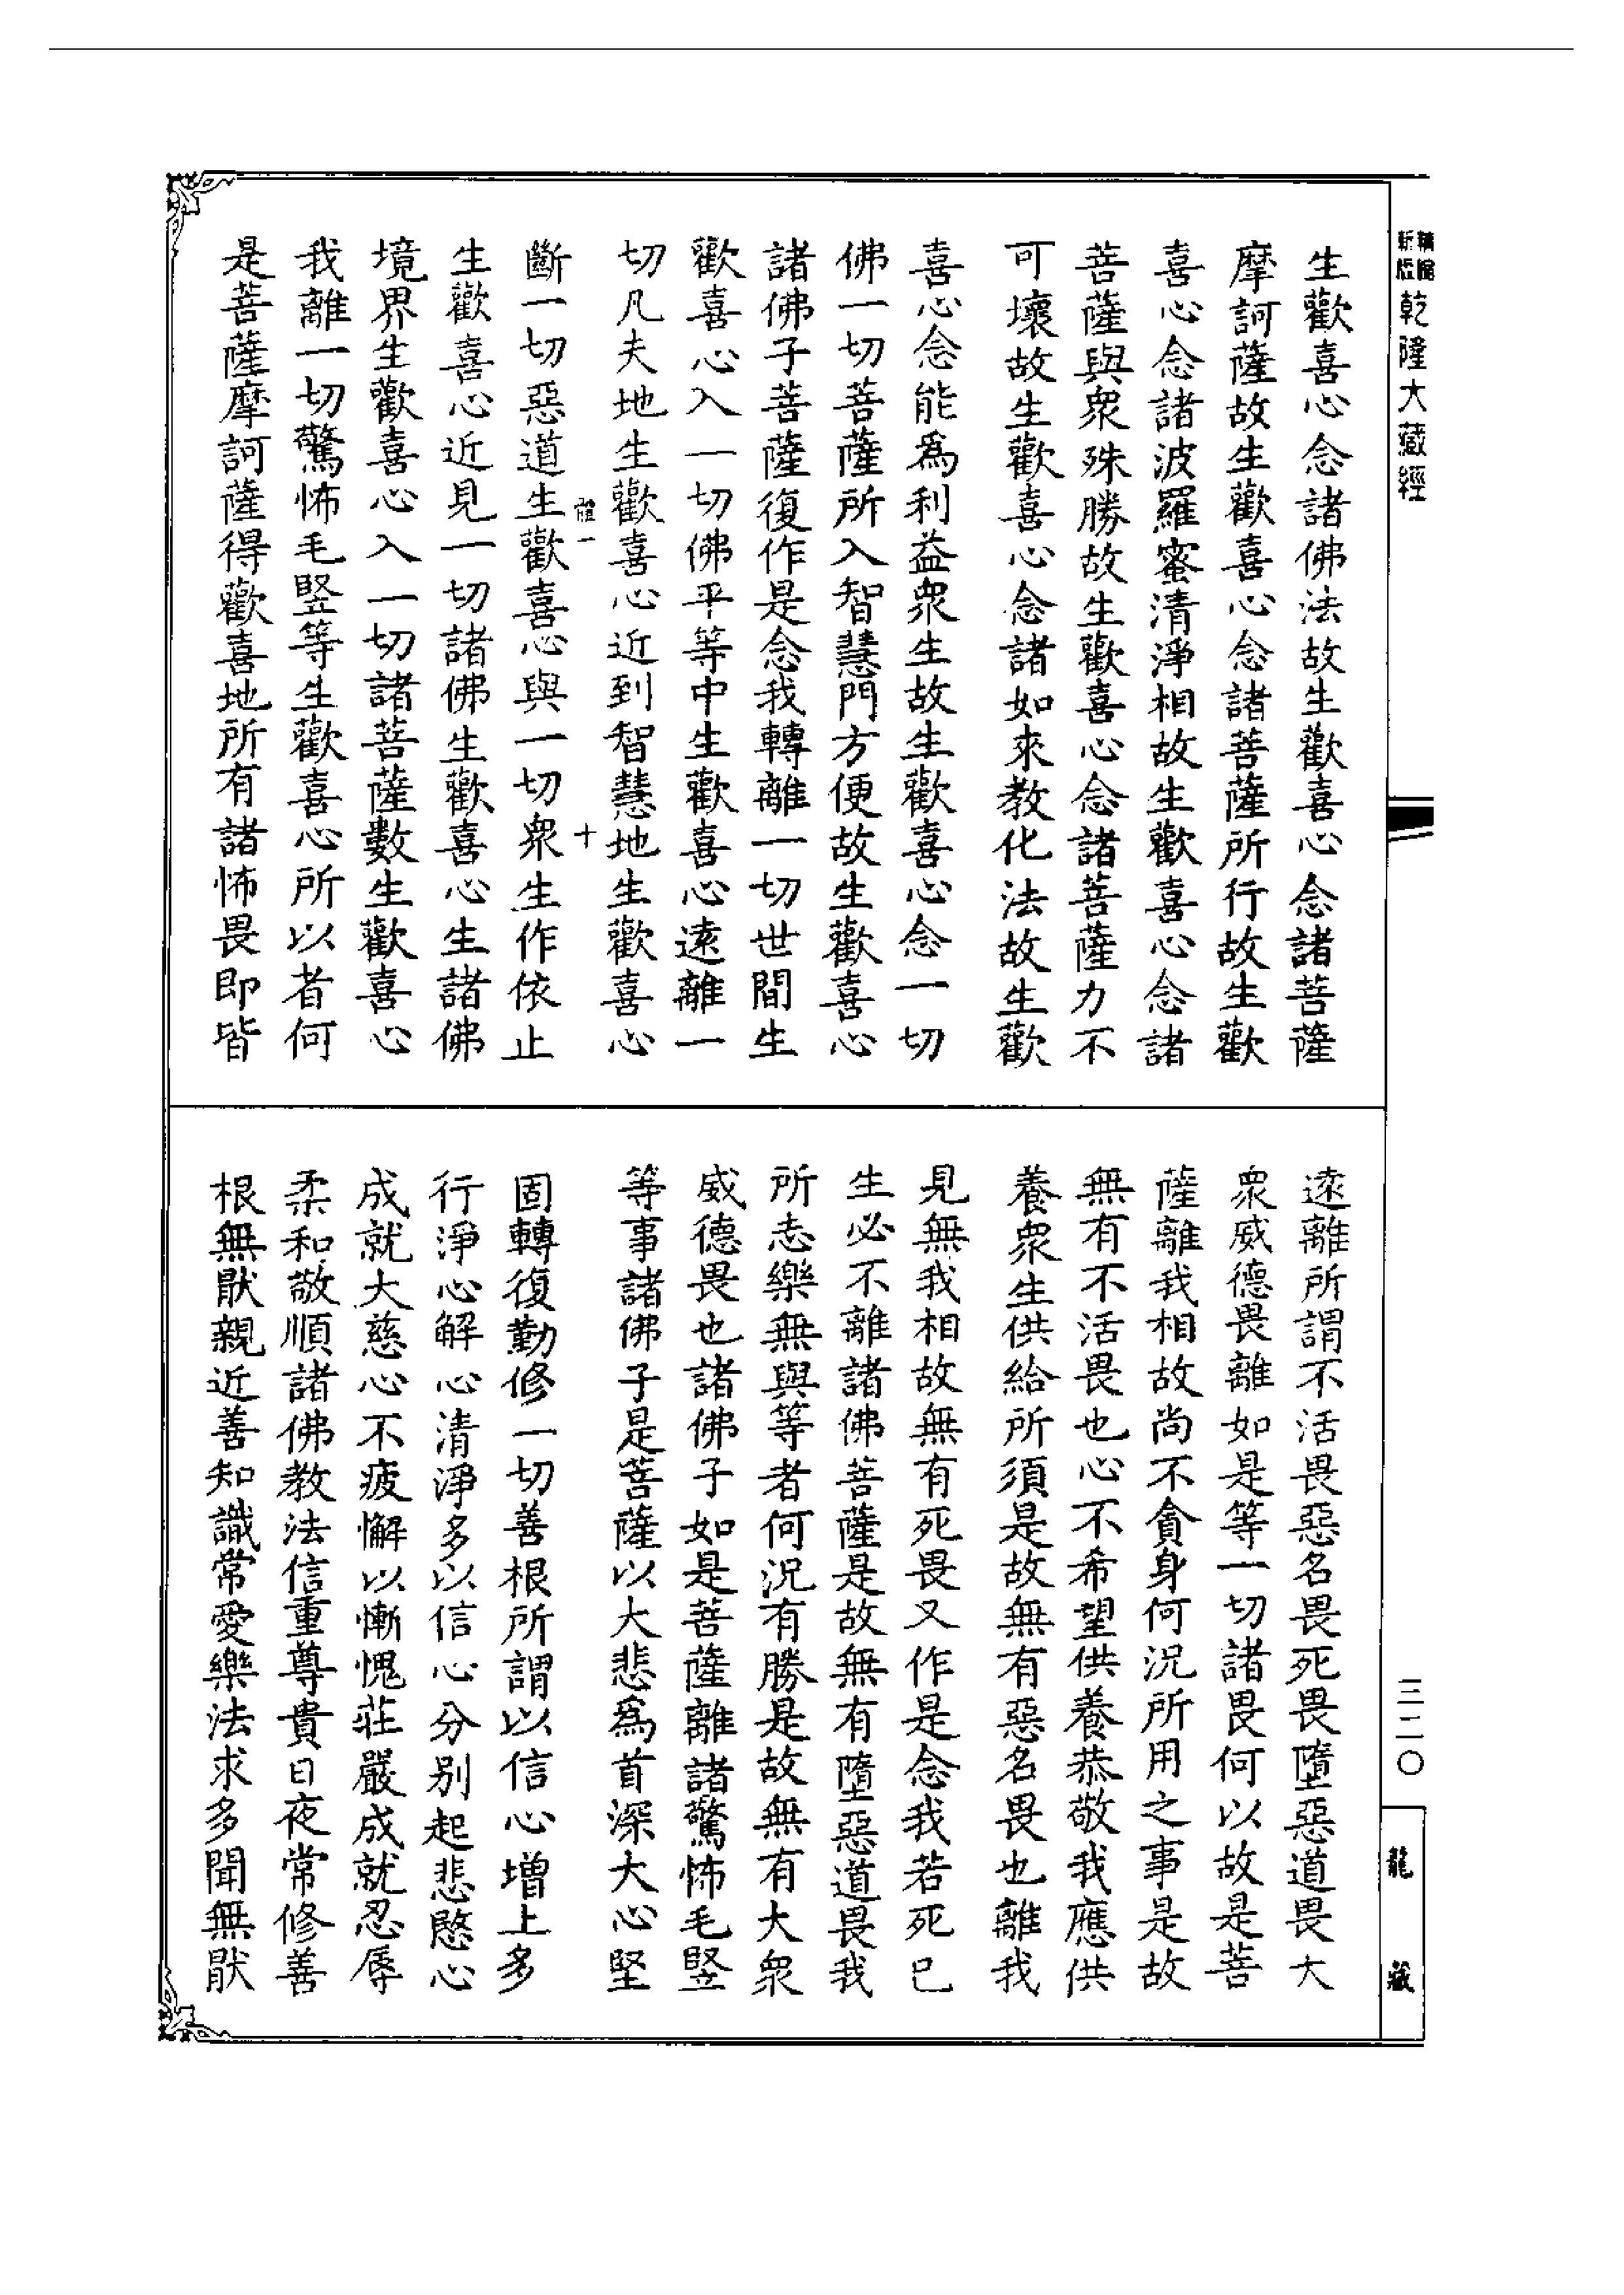 乾隆大藏經
生歡喜心念諸佛法故生歡喜心念諸菩薩
摩訶薩故生歡喜心念諸菩薩所行故生歡
喜心念諸波羅蜜清淨相故生歡喜心念諸
菩薩與衆殊勝故生歡喜心念諸菩薩力不
可壞故生歡喜心念諸如來教化法故生歡
喜心念能為利益衆生故生歡喜心念一切
佛一切菩薩所入智慧門方便故生歡喜心
諸佛子菩薩復作是念我轉離一切世間生
歡喜心入一切佛平等中生歡喜心遠離一
切凡夫地生歡喜心近到智慧地生歡喜心
十
斷一切惡道生歡喜心與一切衆生作依止
生歡喜心近見一切諸佛生歡喜心生諸佛
境界生歡喜心入一切諸菩薩數生歡喜心
我離一切驚怖毛竪等生歡喜心所以者何
是菩薩摩訶薩得歡喜地所有諸怖畏即皆
遠離所謂不活畏惡名畏死畏墮惡道畏大
衆威德畏離如是等一切諸畏何以故是菩
薩離我相故尚不貪身何況所用之事是故
無有不活畏也心不希望供養恭敬我應供
養衆生供給所須是故無有惡名畏也離我
見無我相故無有死畏又作是念我若死已
生必不離諸佛菩薩是故無有墮惡道畏我
所志樂無與等者何況有勝是故無有大衆
威德畏也諸佛子如是菩薩離諸驚怖毛竪
等事諸佛子是菩薩以大悲為首深大心堅
固轉復勤修一切善根所謂以信心增上多
行淨心解心清淨多以信心分別起悲愍心
成就大慈心不疲懈以慚愧莊嚴成就忍辱
柔和敬順諸佛教法信重尊貴日夜常修善
根無猒親近善知識常愛樂法求多聞無猒
三二〇
龍藏